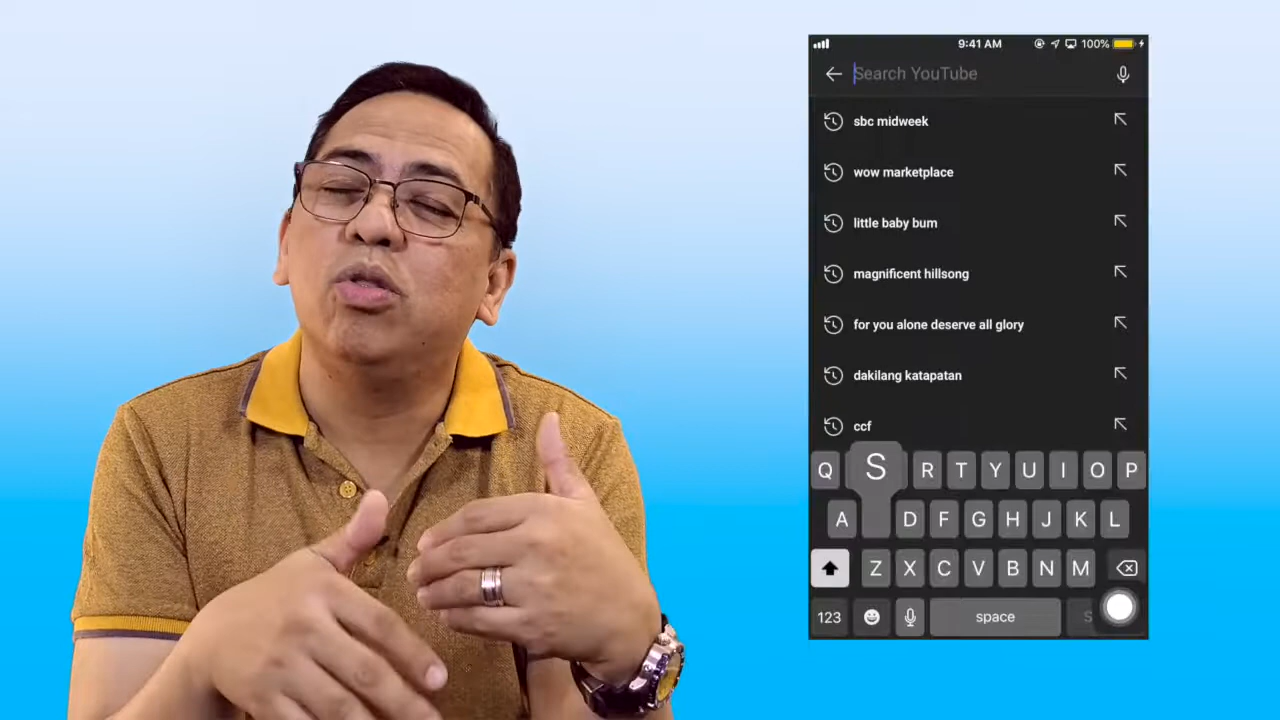 9:41 AM 100%
Search YouTube
sbc midweek
wow marketplace
little baby bum
magnificent hillsong
for you alone deserve all glory
dakilang katapatan
ccf
Q S R T Y U I O P
A D F G H J K L
Z X C V B N M
123 space S